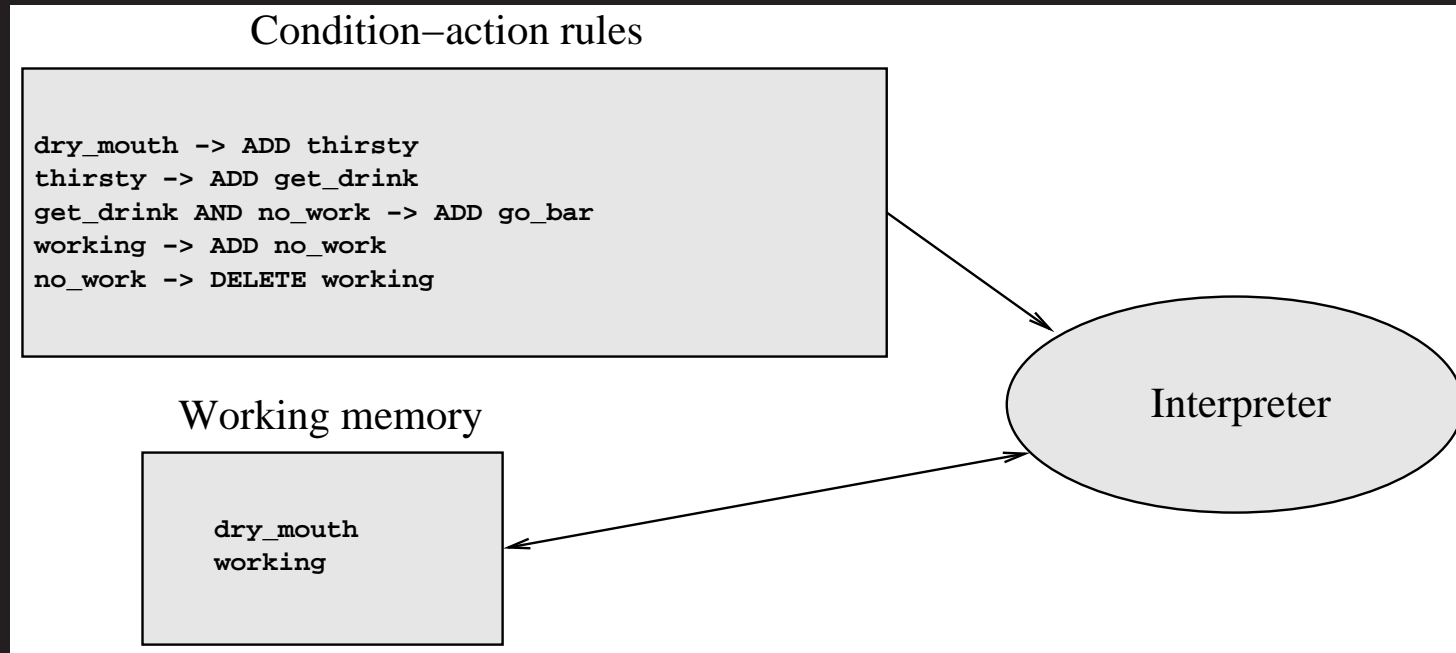 Condition–action rules
dry_mouth −> ADD thirsty
thirsty −> ADD get_drink
get_drink AND no_work −> ADD go_bar
working −> ADD no_work
no_work −> DELETE working
Working memory
dry_mouth
working
Interpreter